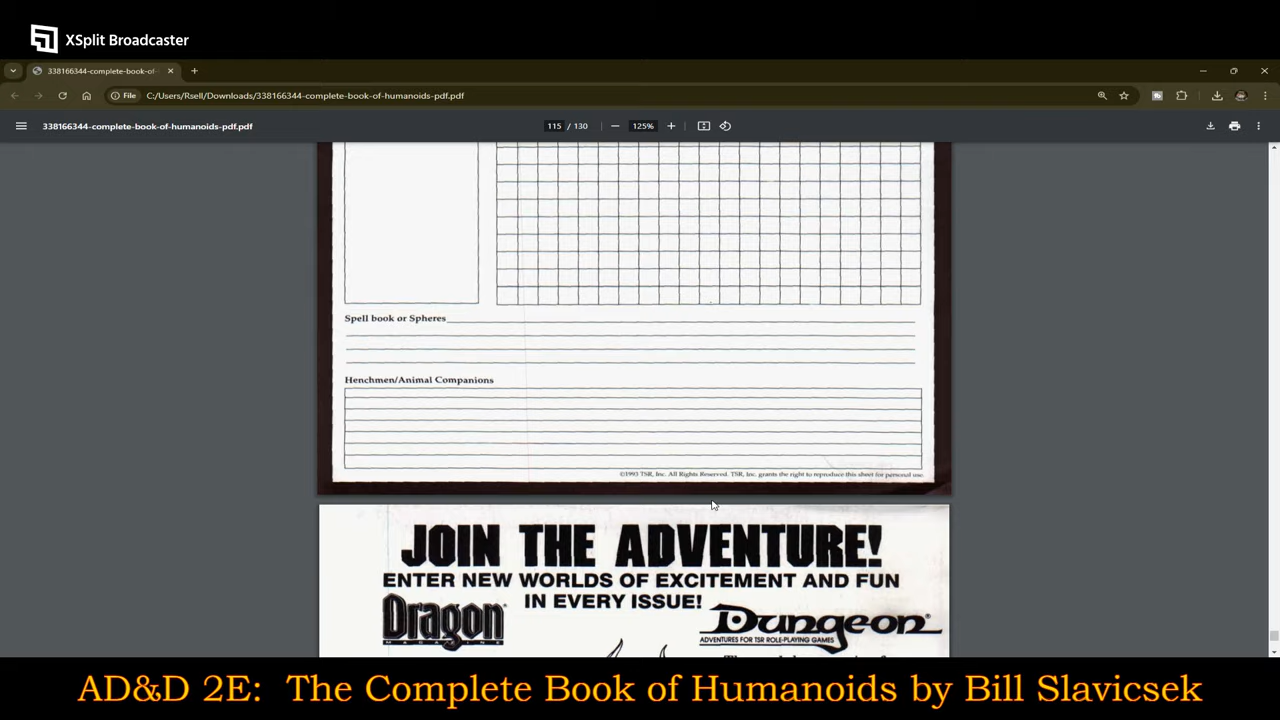 XSplit Broadcaster
338166344-complete-book-of-
File C:/Users/Rsell/Downloads/338166344-complete-book-of-humanoids-pdf.pdf
338166344-complete-book-of-humanoids-pdf.pdf 115 / 130 125%
Spell book or Spheres
Henchmen/Animal Companions
©1993 TSR, Inc. All Rights Reserved. TSR, Inc. grants the right to reproduce this sheet for personal use.
JOIN THE ADVENTURE!
ENTER NEW WORLDS OF EXCITEMENT AND FUN
IN EVERY ISSUE!
Dragon®
MAGAZINE
Dungeon®
ADVENTURES FOR TSR ROLE-PLAYING GAMES
AD&D 2E: The Complete Book of Humanoids by Bill Slavicsek